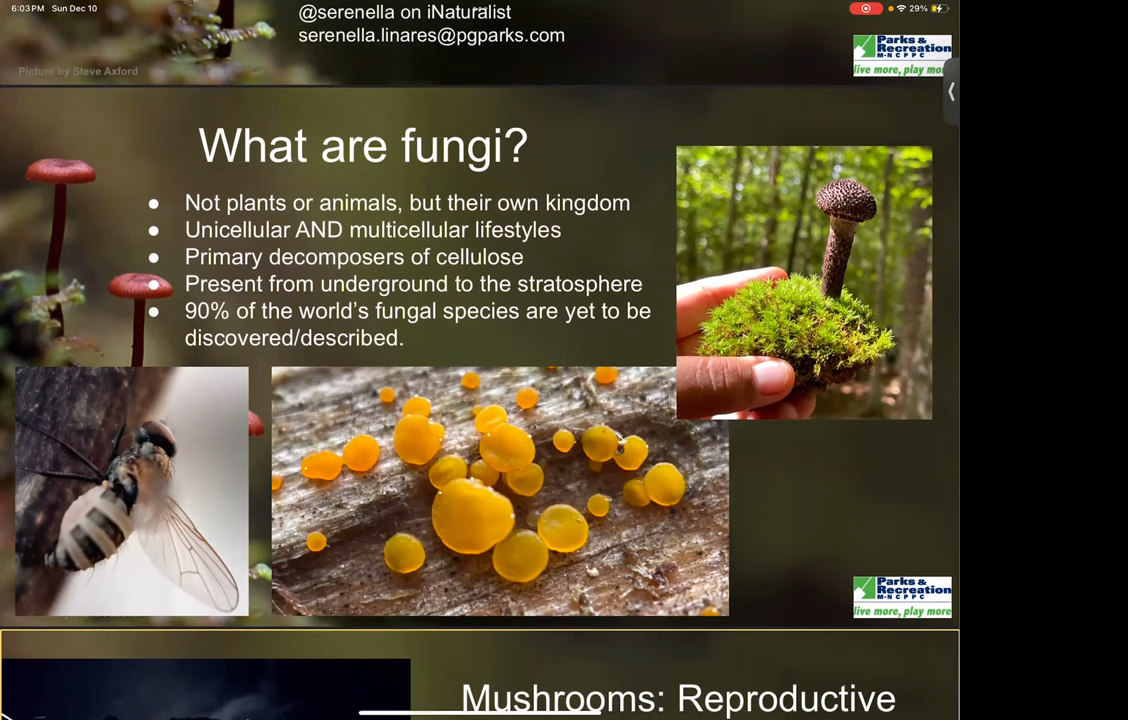 6:03 PM Sun Dec 10
29%
@serenella on iNaturalist
serenella.linares@pgparks.com
Picture by Steve Axford
Parks &
Recreation
M-NCPPC
live more, play more
What are fungi?
● Not plants or animals, but their own kingdom
● Unicellular AND multicellular lifestyles
● Primary decomposers of cellulose
● Present from underground to the stratosphere
● 90% of the world’s fungal species are yet to be
discovered/described.
Parks &
Recreation
M-NCPPC
live more, play more
Mushrooms: Reproductive